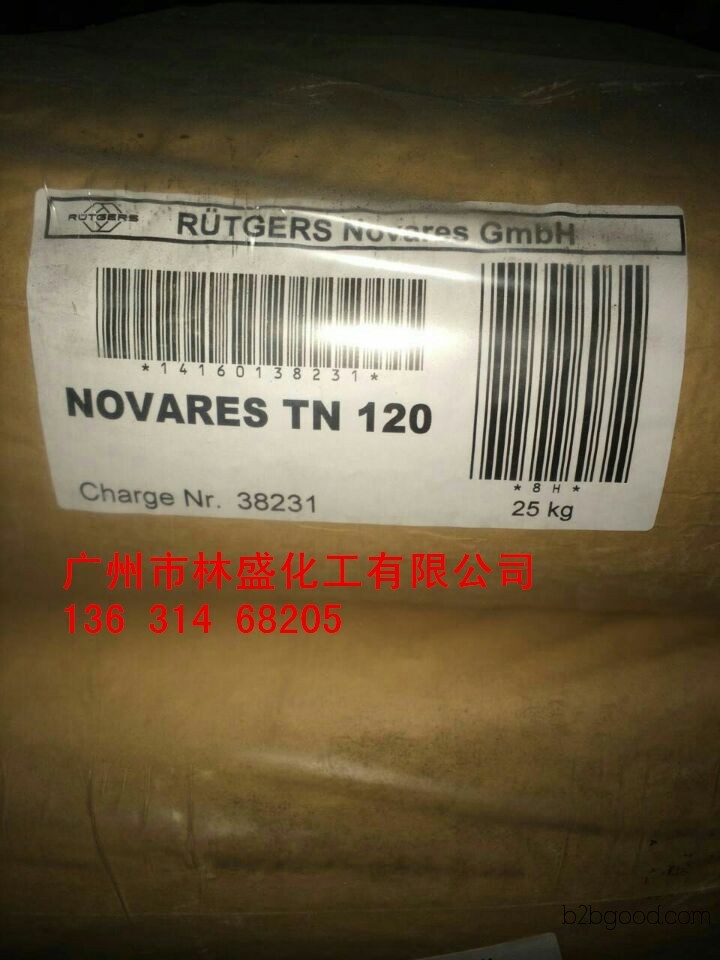 RÜTGERS
RÜTGERS Novares GmbH
*14160138231*
NOVARES TN 120
Charge Nr. 38231
*8H*
25 kg
广州市林盛化工有限公司
136 314 68205
b2bgood.com